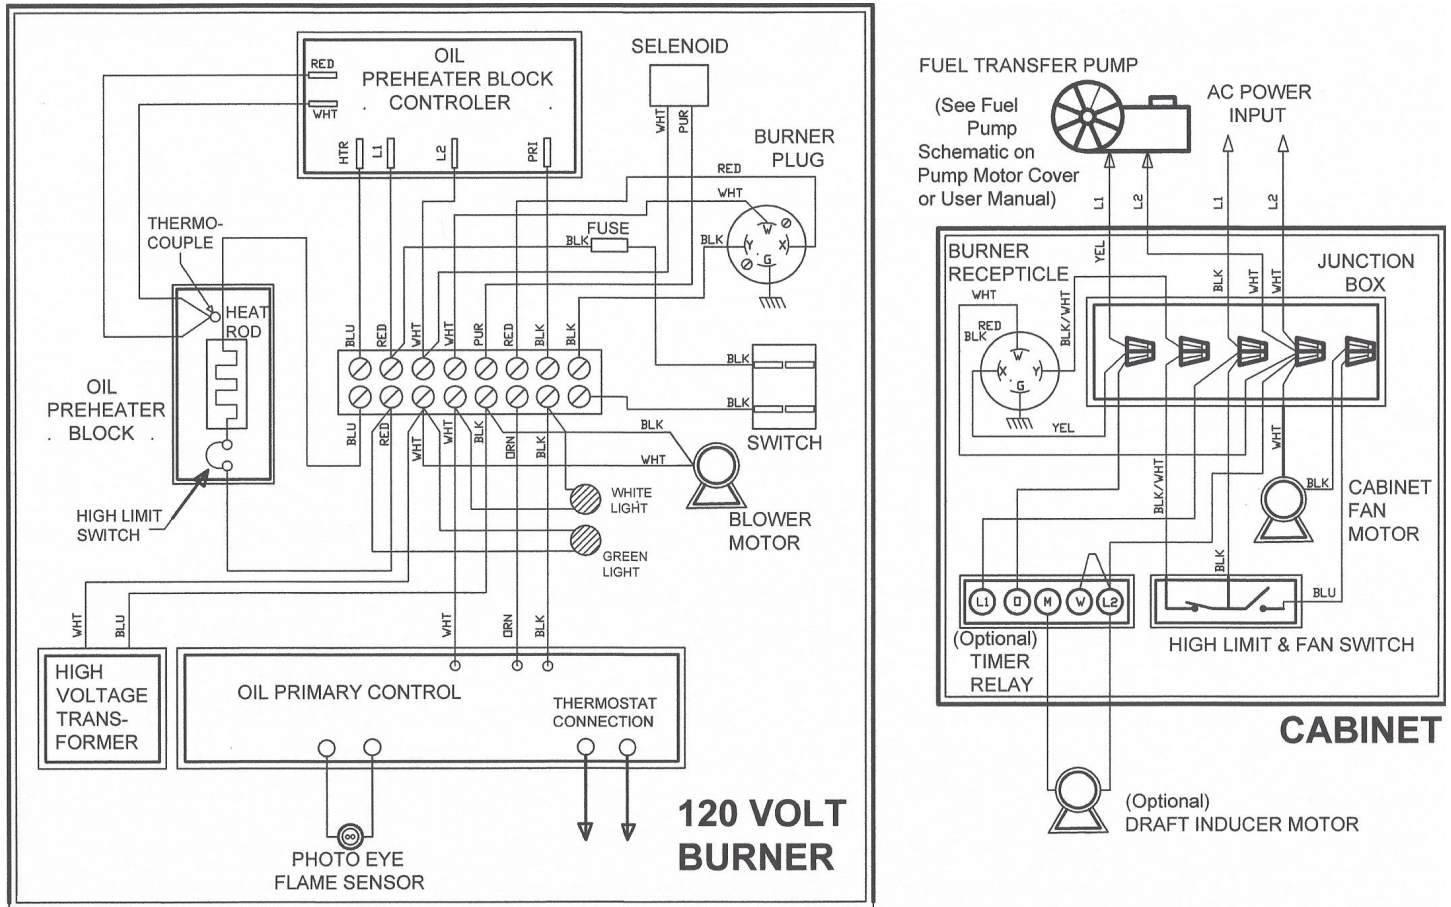 OIL
PREHEATER BLOCK
. CONTROLER .
RED
WHT
HTR
L1
L2
PRI
SELENOID
WHT
PUR
BURNER
PLUG
RED
WHT
FUSE
BLK
BLK
W
Y
X
G
THERMO-
COUPLE
HEAT
ROD
OIL
PREHEATER
. BLOCK .
HIGH LIMIT
SWITCH
BLU
RED
WHT
WHT
PUR
RED
BLK
BLK
BLK
BLK
SWITCH
BLU
RED
WHT
WHT
BLK
ORN
BLK
BLK
WHT
BLOWER
MOTOR
WHITE
LIGHT
GREEN
LIGHT
WHT
BLU
WHT
ORN
BLK
HIGH
VOLTAGE
TRANS-
FORMER
OIL PRIMARY CONTROL
THERMOSTAT
CONNECTION
PHOTO EYE
FLAME SENSOR
120 VOLT
BURNER
FUEL TRANSFER PUMP
(See Fuel
Pump
Schematic on
Pump Motor Cover
or User Manual)
AC POWER
INPUT
L1
L2
L1
L2
BURNER
RECEPTICLE
YEL
BLK
WHT
WHT
JUNCTION
BOX
WHT
RED
BLK
BLK/WHT
W
X
Y
G
YEL
BLK/WHT
WHT
BLK
CABINET
FAN
MOTOR
BLK
BLU
L1
O
M
W
L2
(Optional)
TIMER
RELAY
HIGH LIMIT & FAN SWITCH
CABINET
(Optional)
DRAFT INDUCER MOTOR